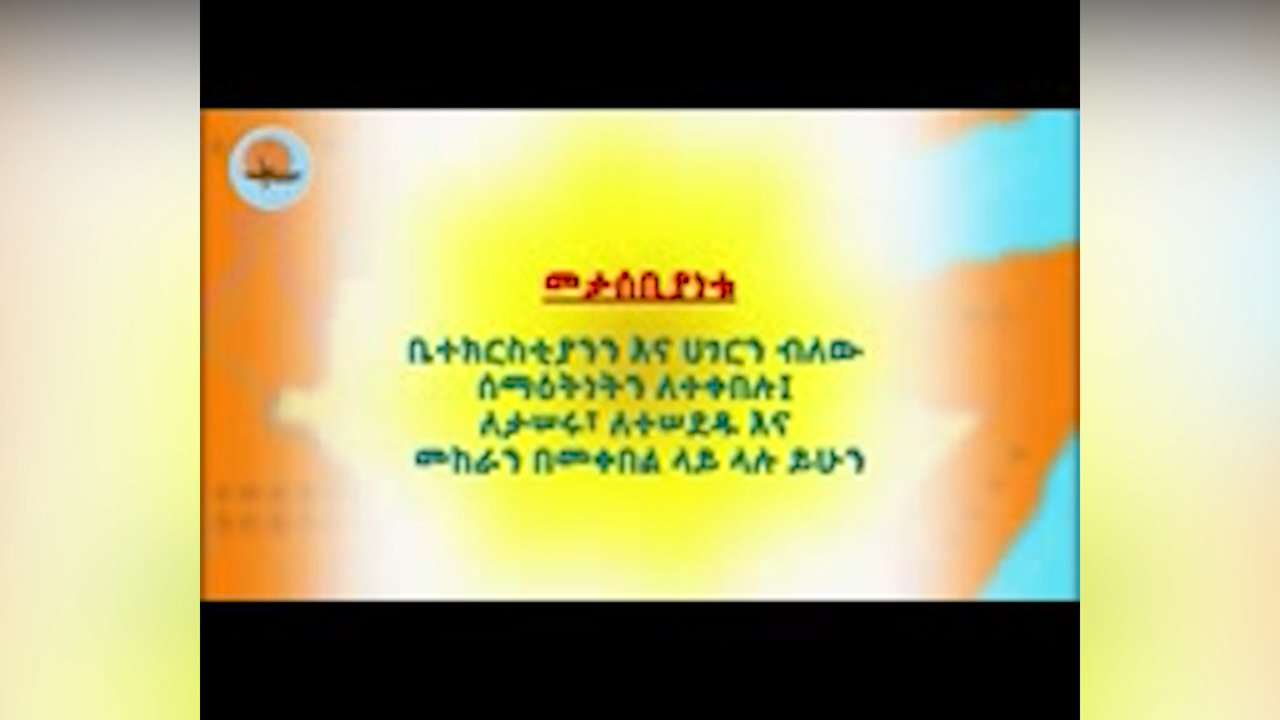 መታሰቢያነቱ
ቤተክርስቲያንን እና ሀገርን ብለው
ሰማዕትነትን ለተቀበሉ፤
ለታሠሩ፣ ለተሠደዱ እና
መከራን በመቀበል ላይ ላሉ ይሁን